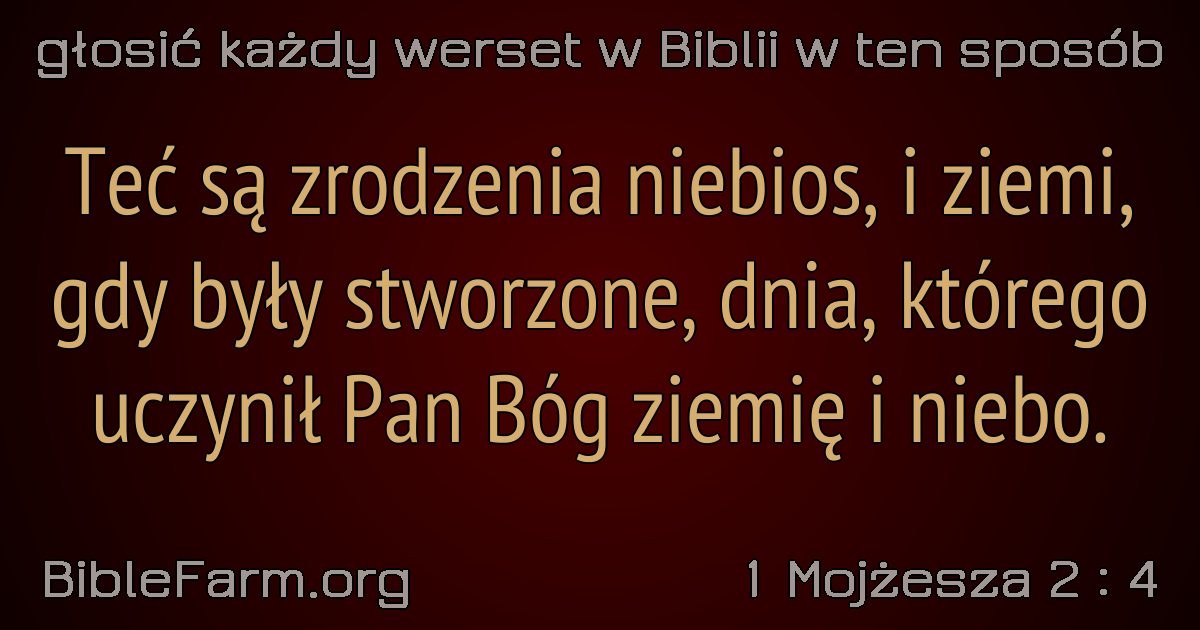 głosić każdy werset w Biblii w ten sposób
Teć są zrodzenia niebios, i ziemi,
gdy były stworzone, dnia, którego
uczynił Pan Bóg ziemię i niebo.
BibleFarm.org
1 Mojżesza 2 : 4